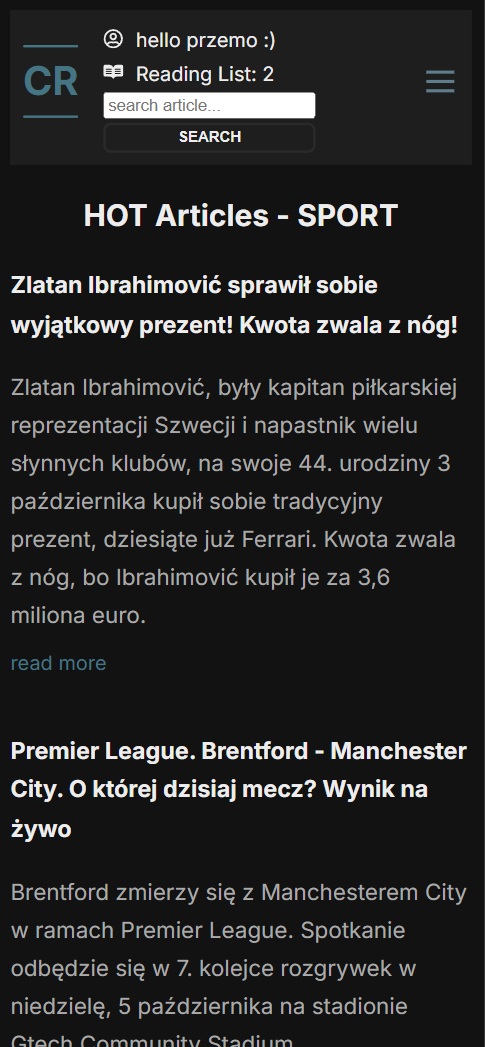 CR
hello przemo :)
Reading List: 2
search article...
SEARCH
HOT Articles - SPORT
Zlatan Ibrahimović sprawił sobie
wyjątkowy prezent! Kwota zwala z nóg!
Zlatan Ibrahimović, były kapitan piłkarskiej
reprezentacji Szwecji i napastnik wielu
słynnych klubów, na swoje 44. urodziny 3
października kupił sobie tradycyjny
prezent, dziesiąte już Ferrari. Kwota zwala
z nóg, bo Ibrahimović kupił je za 3,6
miliona euro.
read more
Premier League. Brentford - Manchester
City. O której dzisiaj mecz? Wynik na
żywo
Brentford zmierzy się z Manchesterem City
w ramach Premier League. Spotkanie
odbędzie się w 7. kolejce rozgrywek w
niedzielę, 5 października na stadionie
Gtech Community Stadium